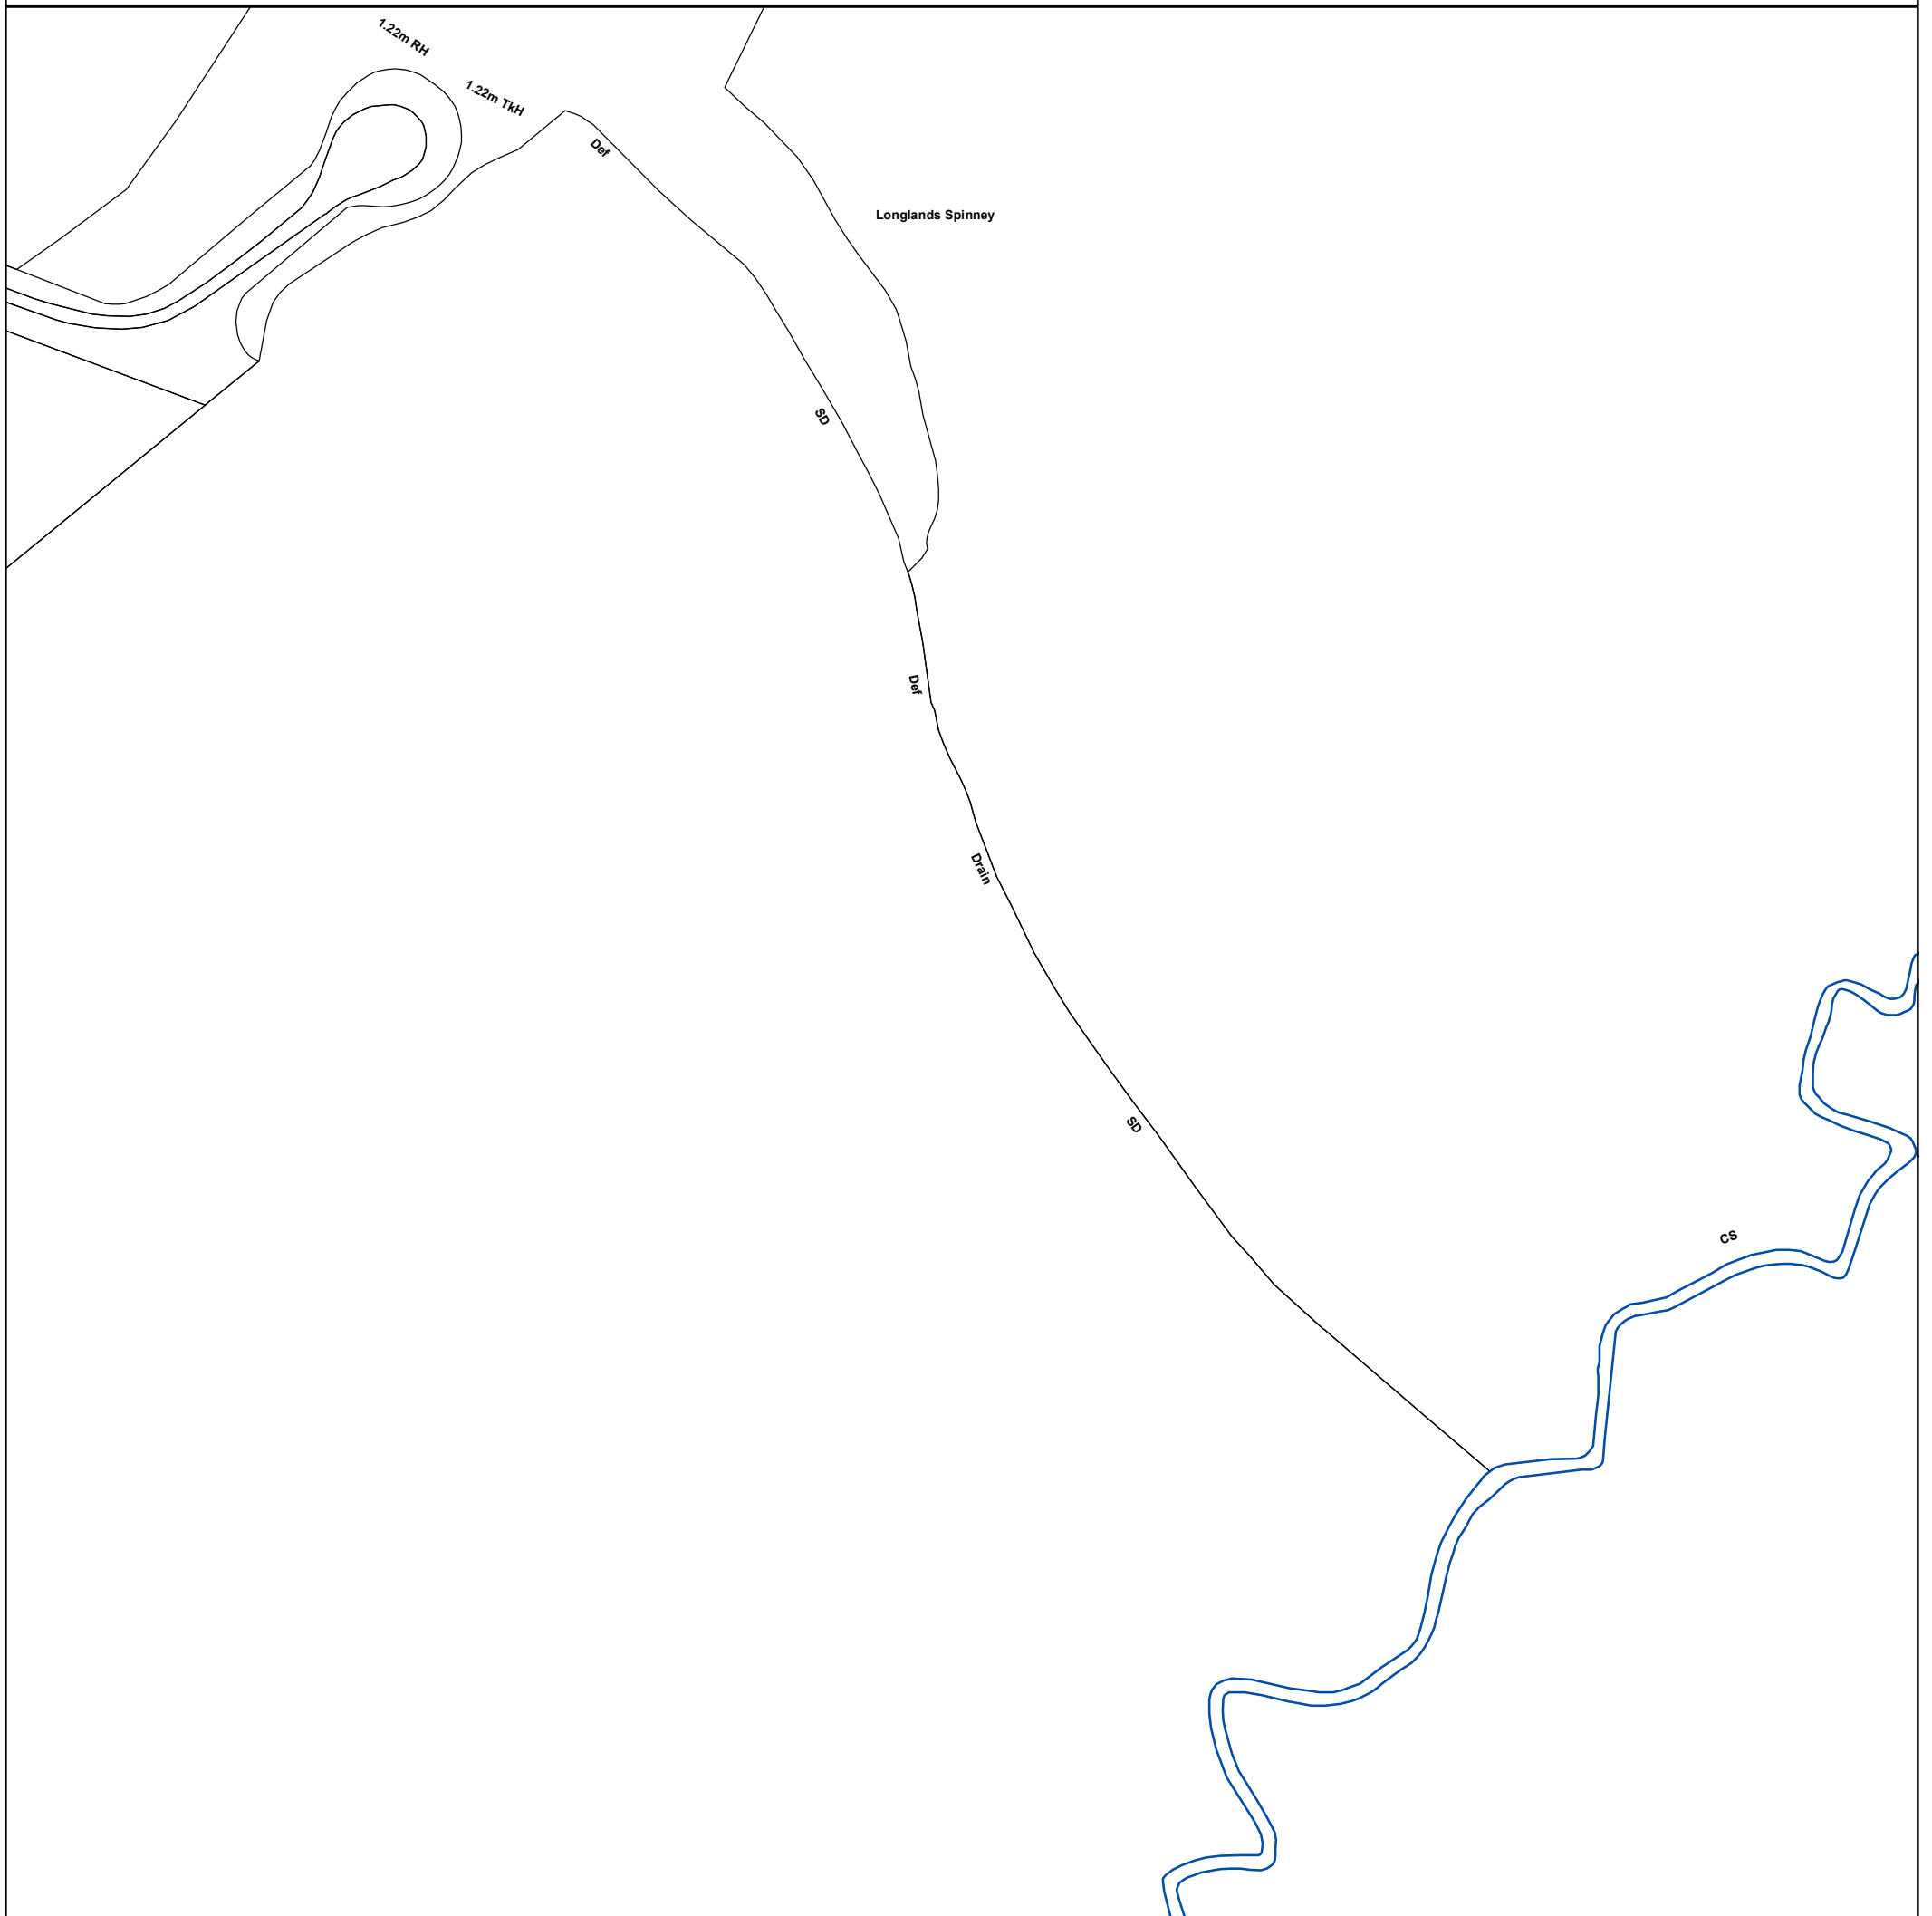 1.22m RH
1.22m TkH
Def
Longlands Spinney
SD
Def
Drain
SD
CS